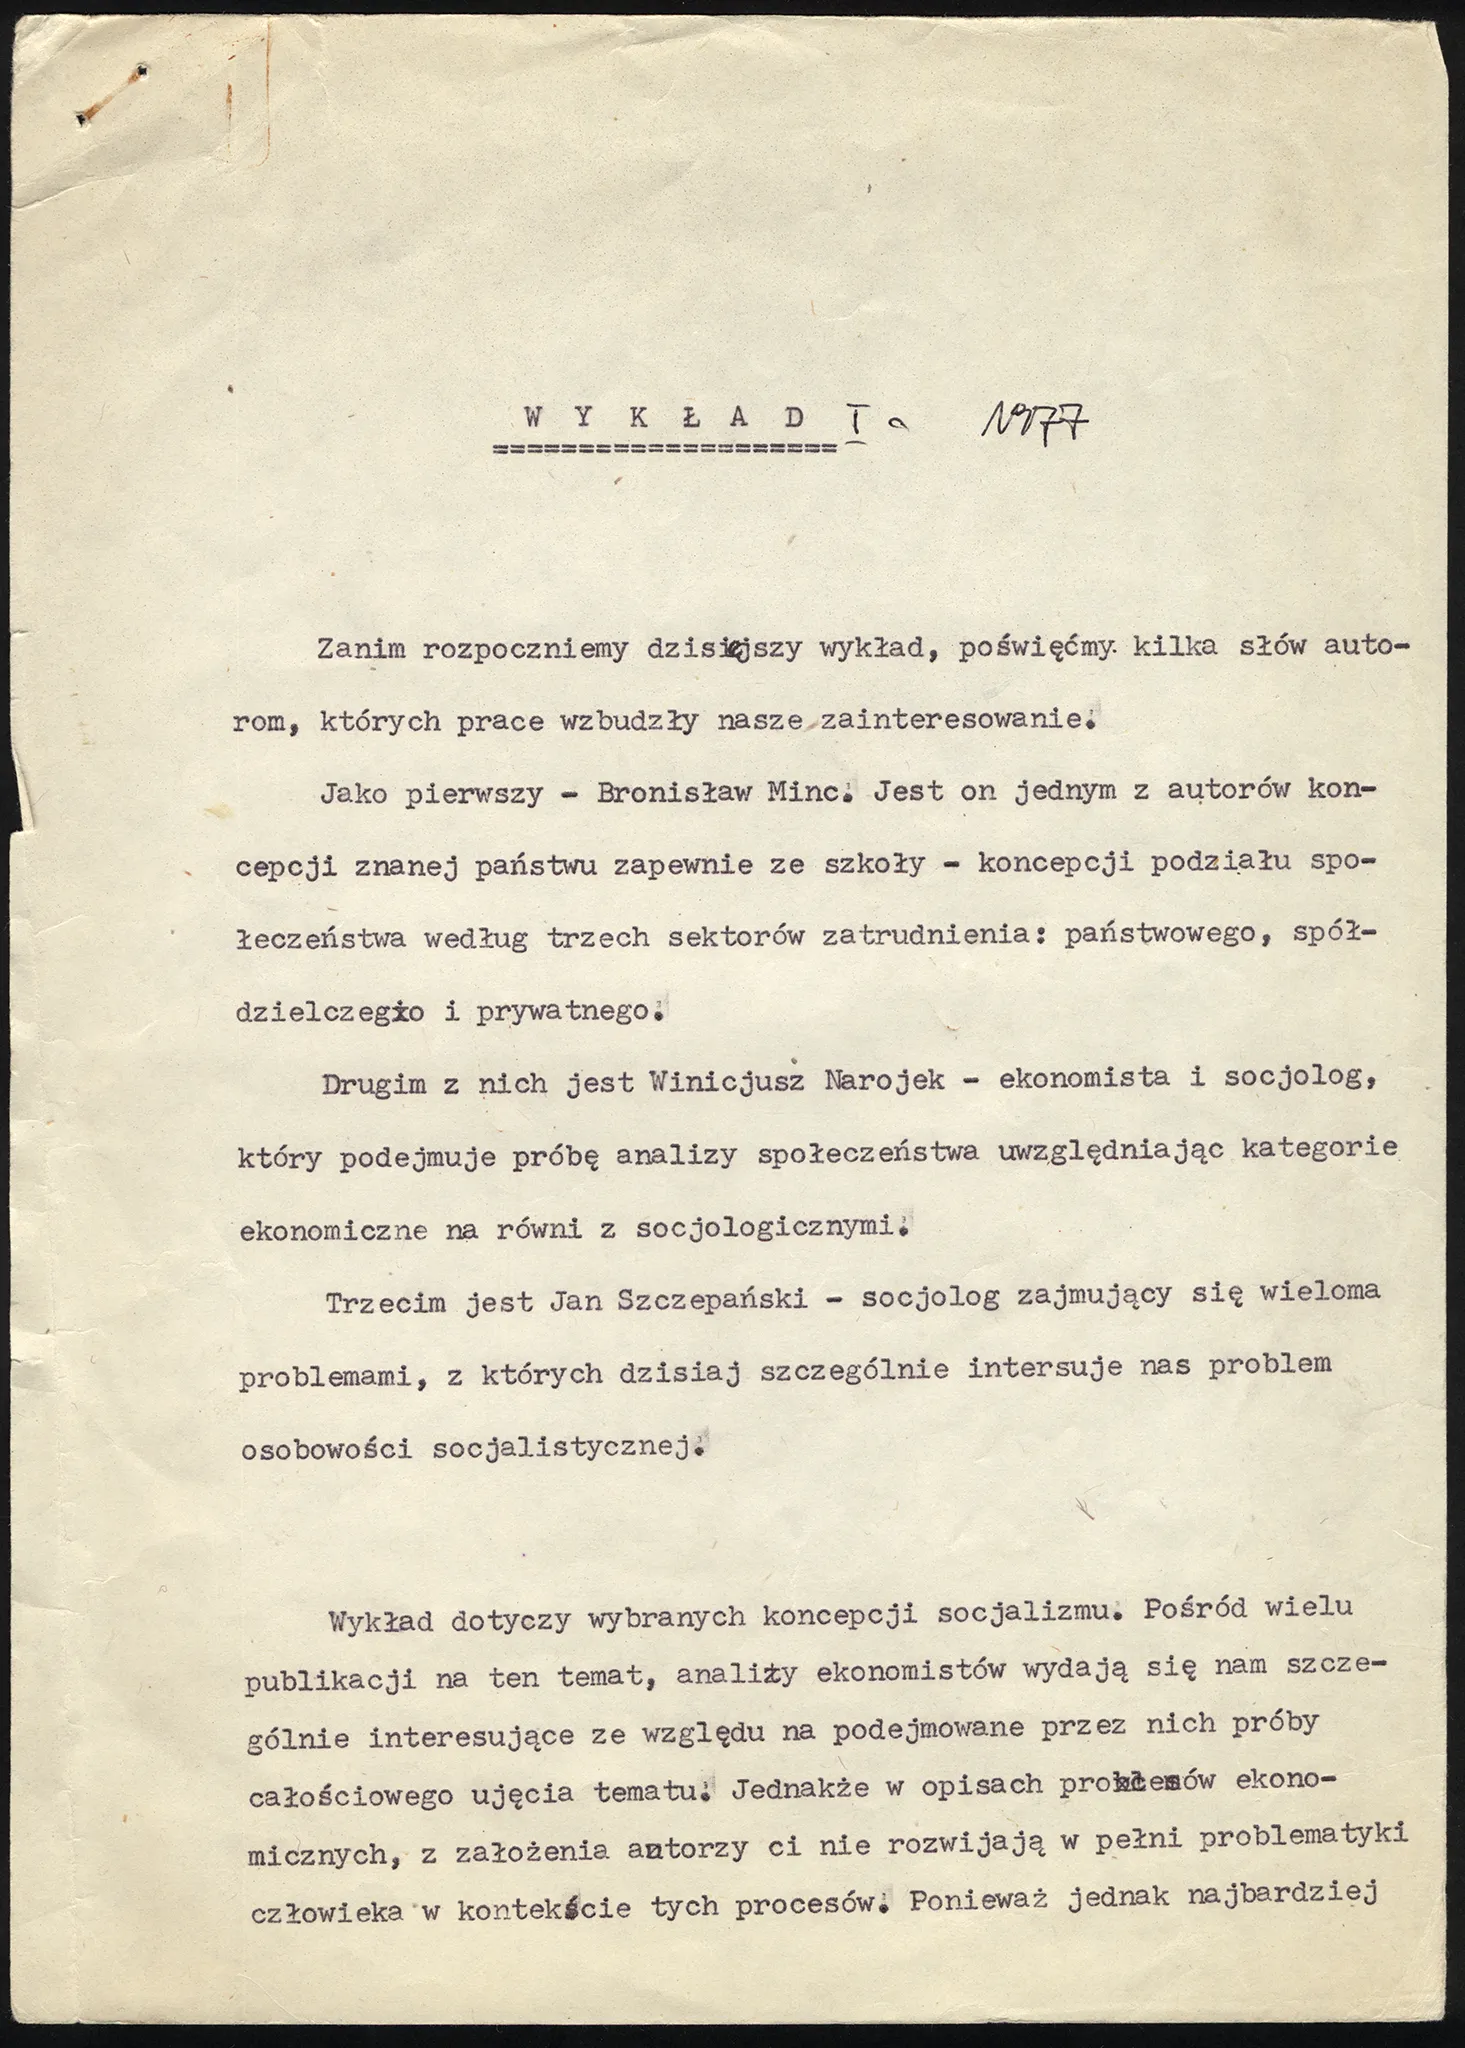 W Y K Ł A D I a 1977
====================
Zanim rozpoczniemy dzisiejszy wykład, poświęćmy kilka słów auto-
rom, których prace wzbudzły nasze zainteresowanie.
Jako pierwszy - Bronisław Minc. Jest on jednym z autorów kon-
cepcji znanej państwu zapewnie ze szkoły - koncepcji podziału spo-
łeczeństwa według trzech sektorów zatrudnienia: państwowego, spół-
dzielczego i prywatnego.
Drugim z nich jest Winicjusz Narojek - ekonomista i socjolog,
który podejmuje próbę analizy społeczeństwa uwzględniając kategorie
ekonomiczne na równi z socjologicznymi.
Trzecim jest Jan Szczepański - socjolog zajmujący się wieloma
problemami, z których dzisiaj szczególnie intersuje nas problem
osobowości socjalistycznej.
Wykład dotyczy wybranych koncepcji socjalizmu. Pośród wielu
publikacji na ten temat, analizy ekonomistów wydają się nam szcze-
gólnie interesujące ze względu na podejmowane przez nich próby
całościowego ujęcia tematu. Jednakże w opisach problemów ekono-
micznych, z założenia autorzy ci nie rozwijają w pełni problematyki
człowieka w kontekście tych procesów. Ponieważ jednak najbardziej